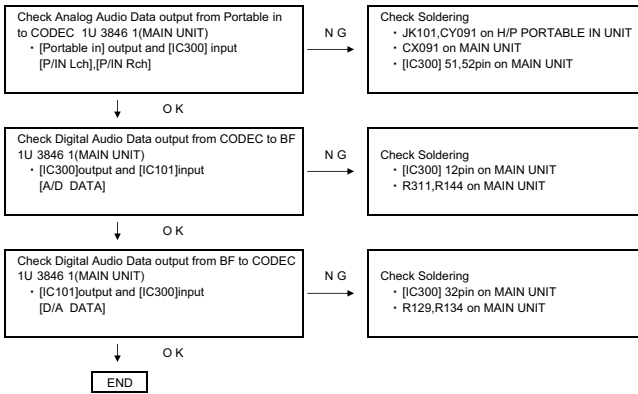 Check Analog Audio Data output from Portable in
to CODEC 1U 3846 1(MAIN UNIT)
・[Portable in] output and [IC300] input
[P/IN Lch],[P/IN Rch]
N G
Check Soldering
・JK101,CY091 on H/P PORTABLE IN UNIT
・CX091 on MAIN UNIT
・[IC300] 51,52pin on MAIN UNIT
O K
Check Digital Audio Data output from CODEC to BF
1U 3846 1(MAIN UNIT)
・[IC300]output and [IC101]input
[A/D DATA]
N G
Check Soldering
・[IC300] 12pin on MAIN UNIT
・R311,R144 on MAIN UNIT
O K
Check Digital Audio Data output from BF to CODEC
1U 3846 1(MAIN UNIT)
・[IC101]output and [IC300]input
[D/A DATA]
N G
Check Soldering
・[IC300] 32pin on MAIN UNIT
・R129,R134 on MAIN UNIT
O K
END